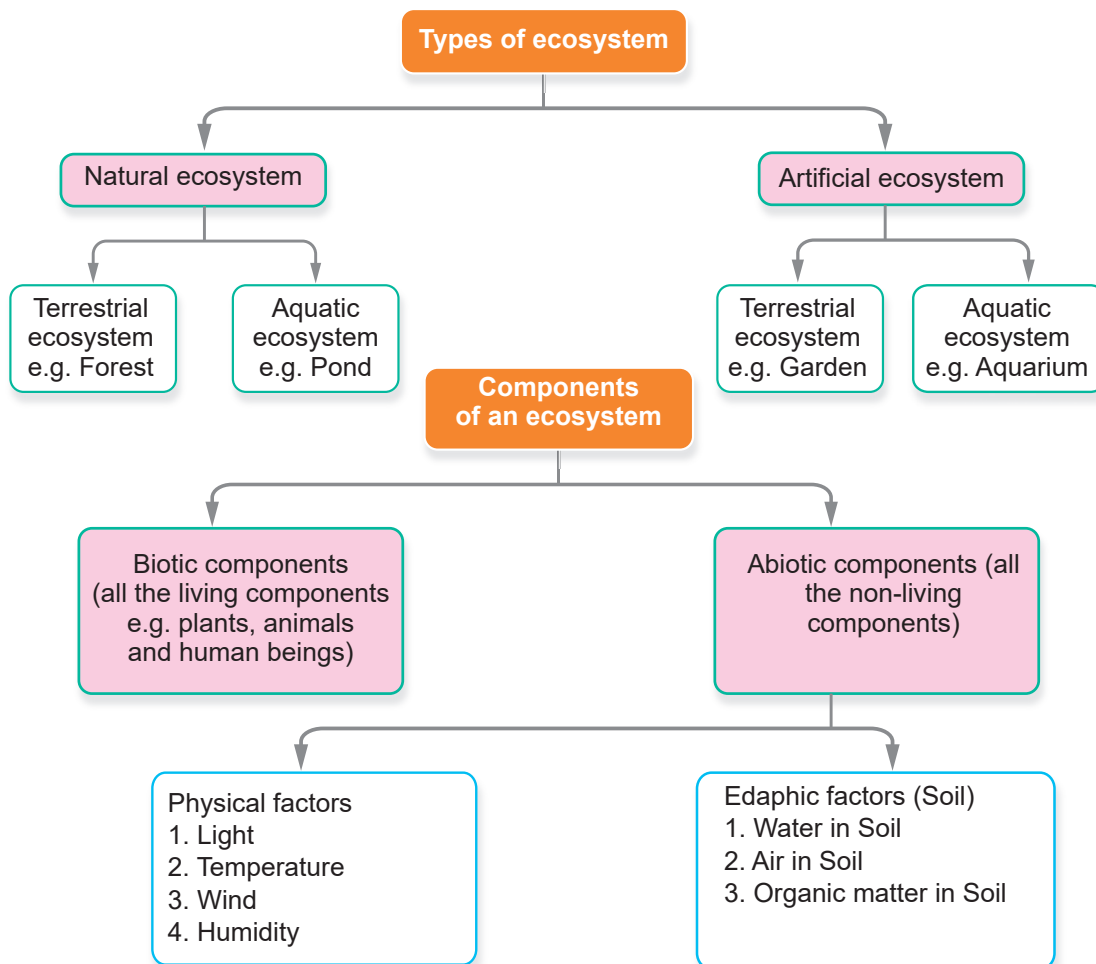 Types of ecosystem
Natural ecosystem
Artificial ecosystem
Terrestrial
ecosystem
e.g. Forest
Aquatic
ecosystem
e.g. Pond
Terrestrial
ecosystem
e.g. Garden
Aquatic
ecosystem
e.g. Aquarium
Components
of an ecosystem
Biotic components
(all the living components
e.g. plants, animals
and human beings)
Abiotic components (all
the non-living
components)
Physical factors
1. Light
2. Temperature
3. Wind
4. Humidity
Edaphic factors (Soil)
1. Water in Soil
2. Air in Soil
3. Organic matter in Soil